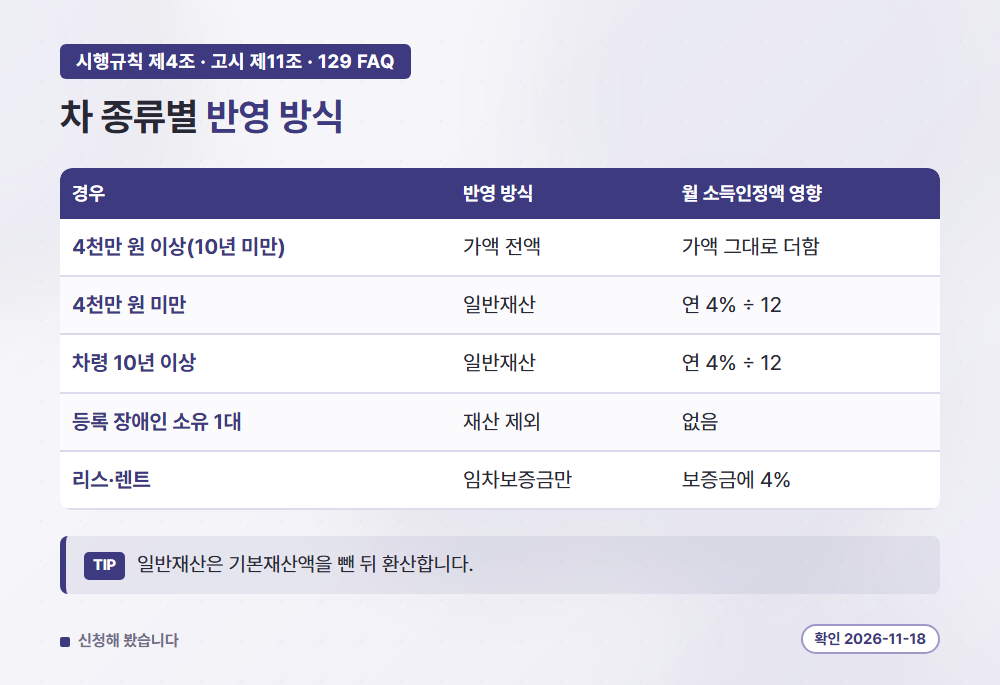 시행규칙 제4조 · 고시 제11조 · 129 FAQ
차 종류별 반영 방식
경우 반영 방식 월 소득인정액 영향
4천만 원 이상(10년 미만) 가액 전액 가액 그대로 더함
4천만 원 미만 일반재산 연 4% ÷ 12
차령 10년 이상 일반재산 연 4% ÷ 12
등록 장애인 소유 1대 재산 제외 없음
리스·렌트 임차보증금만 보증금에 4%
TIP 일반재산은 기본재산액을 뺀 뒤 환산합니다.
신청해 봤습니다
확인 2026-11-18